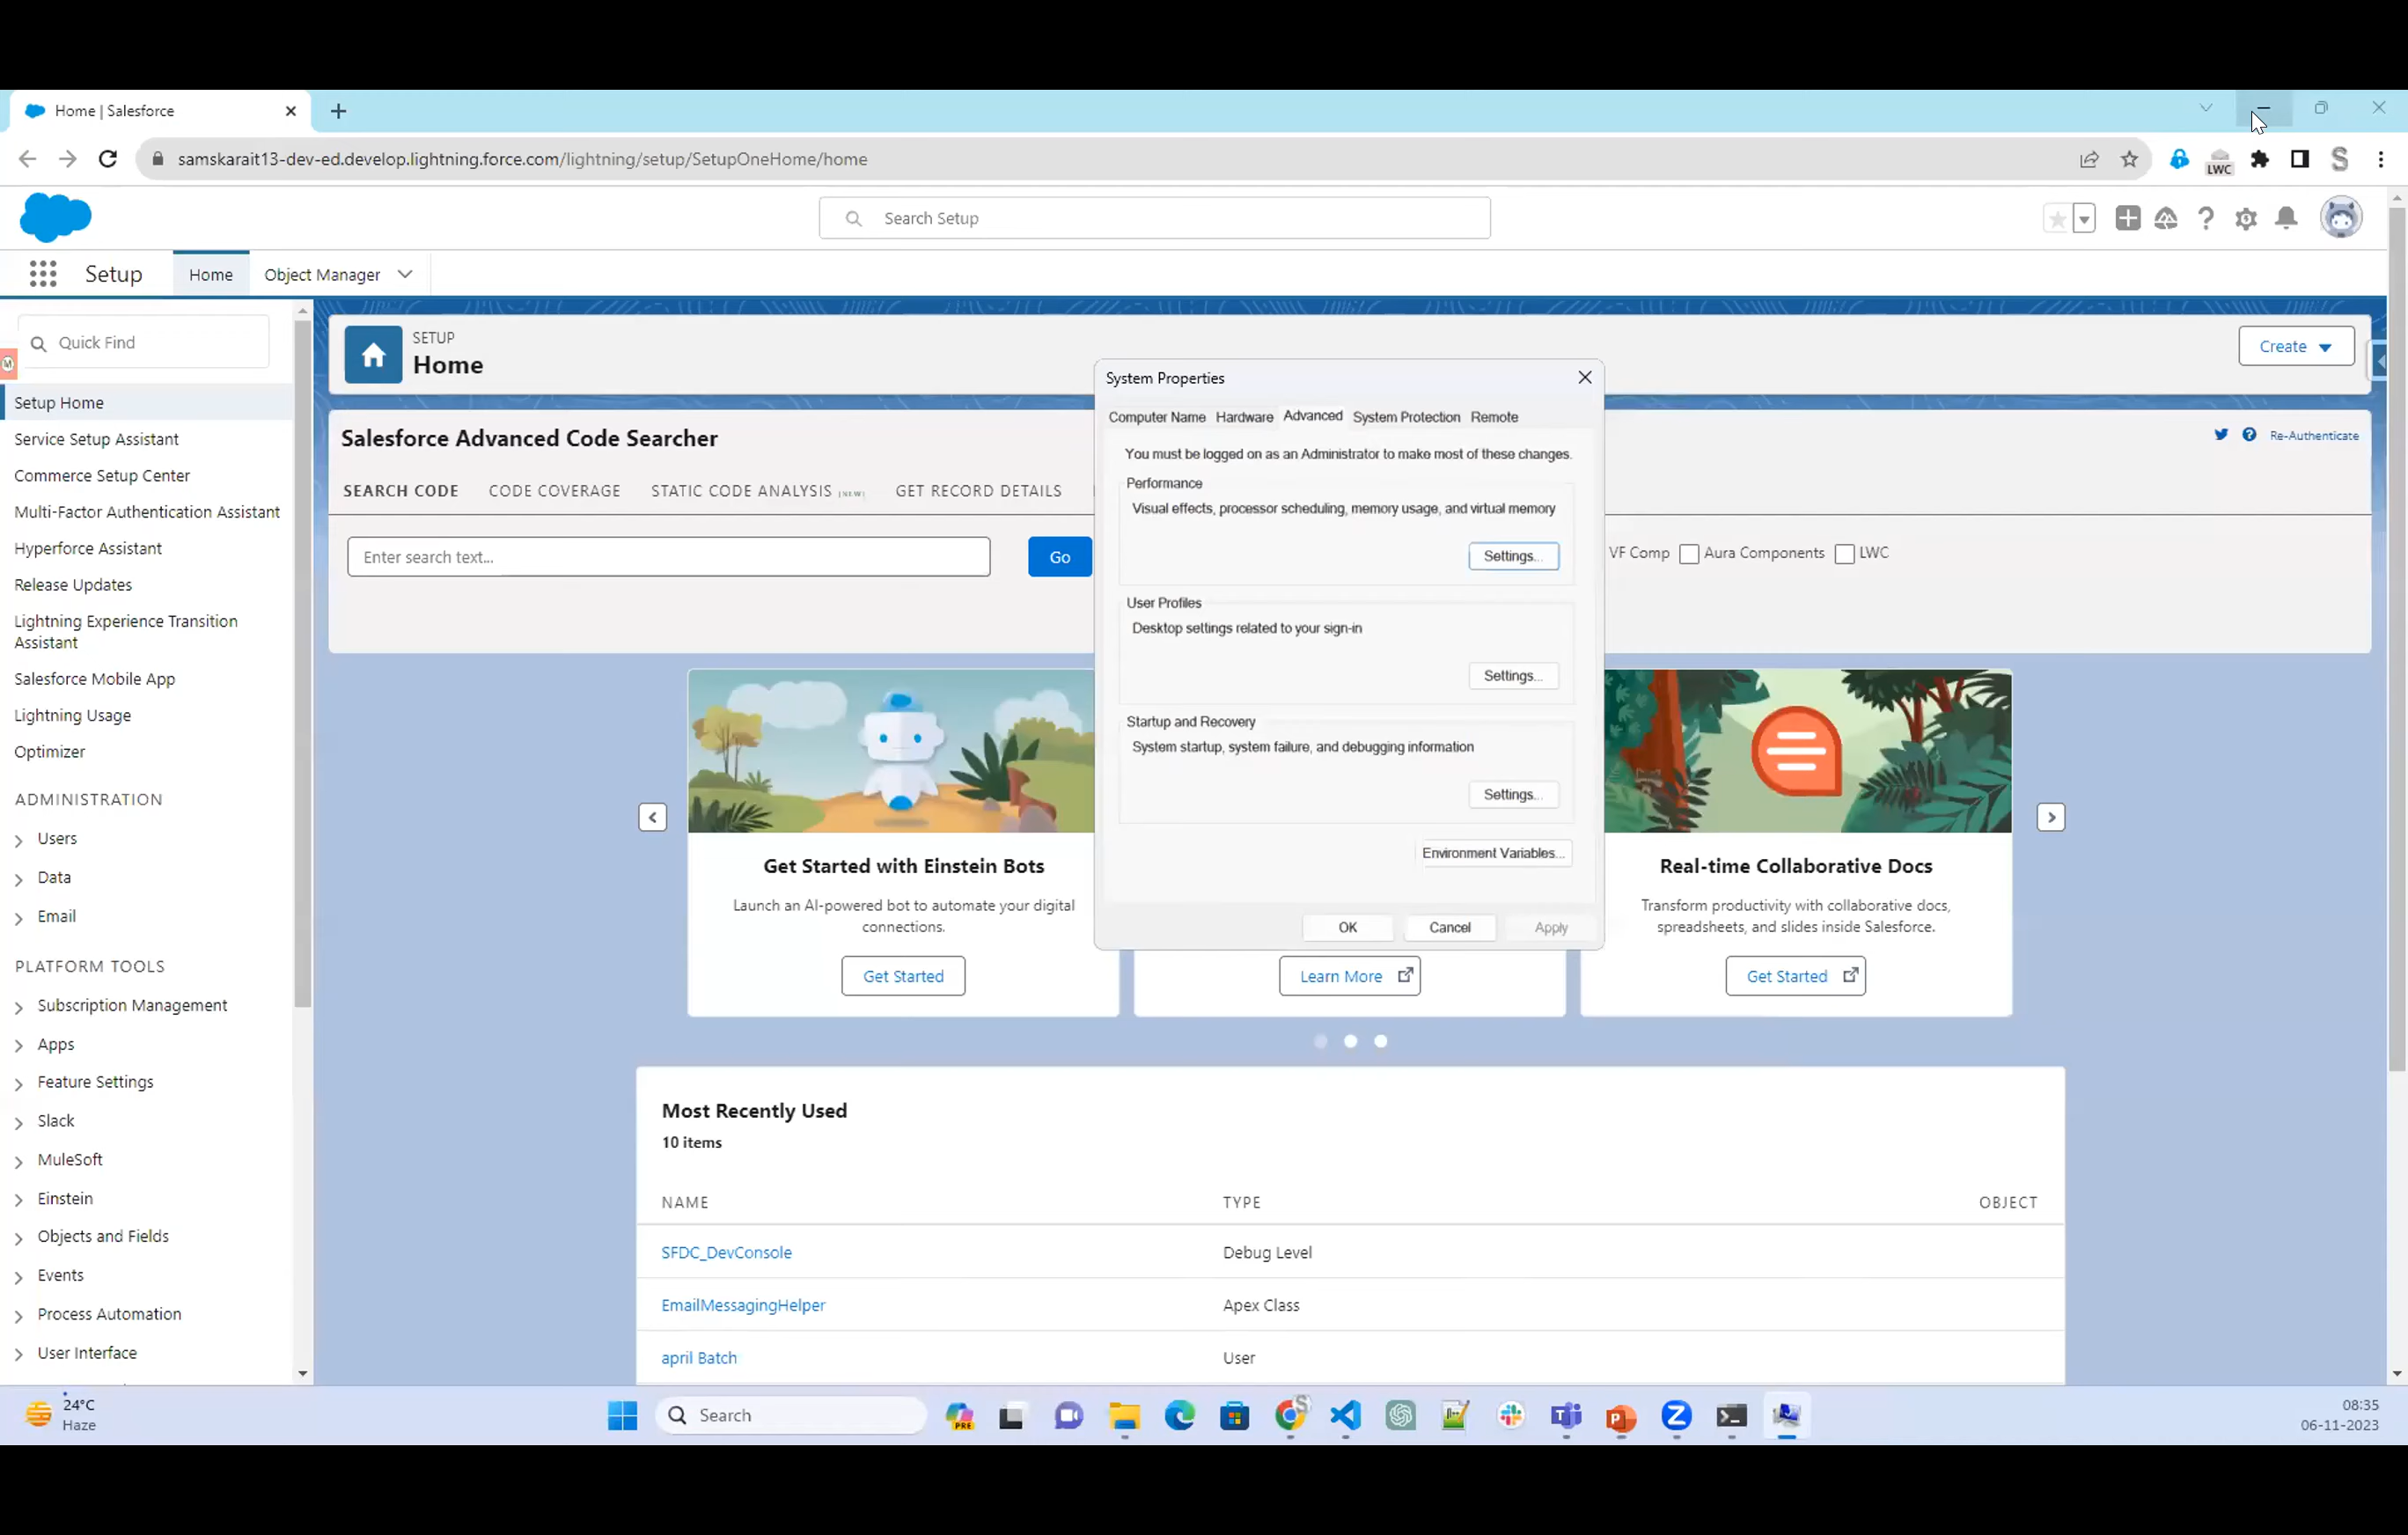 Home | Salesforce
samskarait13-dev-ed.develop.lightning.force.com/lightning/setup/SetupOneHome/home
LWC
S
Search Setup
Setup
Home
Object Manager
Quick Find
M
Setup Home
Service Setup Assistant
Commerce Setup Center
Multi-Factor Authentication Assistant
Hyperforce Assistant
Release Updates
Lightning Experience Transition
Assistant
Salesforce Mobile App
Lightning Usage
Optimizer
ADMINISTRATION
Users
Data
Email
PLATFORM TOOLS
Subscription Management
Apps
Feature Settings
Slack
MuleSoft
Einstein
Objects and Fields
Events
Process Automation
User Interface
SETUP
Home
Create
Salesforce Advanced Code Searcher
Re-Authenticate
SEARCH CODE
CODE COVERAGE
STATIC CODE ANALYSIS [NEW]
GET RECORD DETAILS
Enter search text...
Go
VF Comp
Aura Components
LWC
System Properties
Computer Name
Hardware
Advanced
System Protection
Remote
You must be logged on as an Administrator to make most of these changes.
Performance
Visual effects, processor scheduling, memory usage, and virtual memory
Settings...
User Profiles
Desktop settings related to your sign-in
Settings...
Startup and Recovery
System startup, system failure, and debugging information
Settings...
Environment Variables...
OK
Cancel
Apply
Get Started with Einstein Bots
Launch an AI-powered bot to automate your digital
connections.
Get Started
Learn More
Real-time Collaborative Docs
Transform productivity with collaborative docs,
spreadsheets, and slides inside Salesforce.
Get Started
Most Recently Used
10 items
NAME
TYPE
OBJECT
SFDC_DevConsole
Debug Level
EmailMessagingHelper
Apex Class
april Batch
User
24°C
Haze
Search
PRE
08:35
06-11-2023